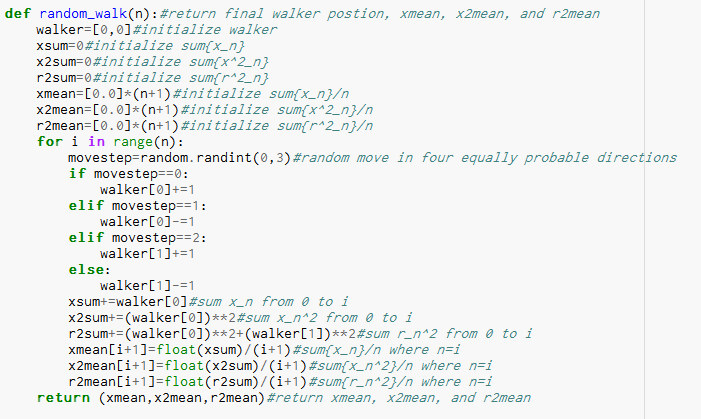 def random_walk(n):#return final walker postion, xmean, x2mean, and r2mean
    walker=[0,0]#initialize walker
    xsum=0#initialize sum{x_n}
    x2sum=0#initialize sum{x^2_n}
    r2sum=0#initialize sum{r^2_n}
    xmean=[0.0]*(n+1)#initialize sum{x_n}/n
    x2mean=[0.0]*(n+1)#initialize sum{x^2_n}/n
    r2mean=[0.0]*(n+1)#initialize sum{r^2_n}/n
    for i in range(n):
        movestep=random.randint(0,3)#random move in four equally probable directions
        if movestep==0:
            walker[0]+=1
        elif movestep==1:
            walker[0]-=1
        elif movestep==2:
            walker[1]+=1
        else:
            walker[1]-=1
        xsum+=walker[0]#sum x_n from 0 to i
        x2sum+=(walker[0])**2#sum x_n^2 from 0 to i
        r2sum+=(walker[0])**2+(walker[1])**2#sum r_n^2 from 0 to i
        xmean[i+1]=float(xsum)/(i+1)#sum{x_n}/n where n=i
        x2mean[i+1]=float(x2sum)/(i+1)#sum{x_n^2}/n where n=i
        r2mean[i+1]=float(r2sum)/(i+1)#sum{r_n^2}/n where n=i
    return (xmean,x2mean,r2mean)#return xmean, x2mean, and r2mean